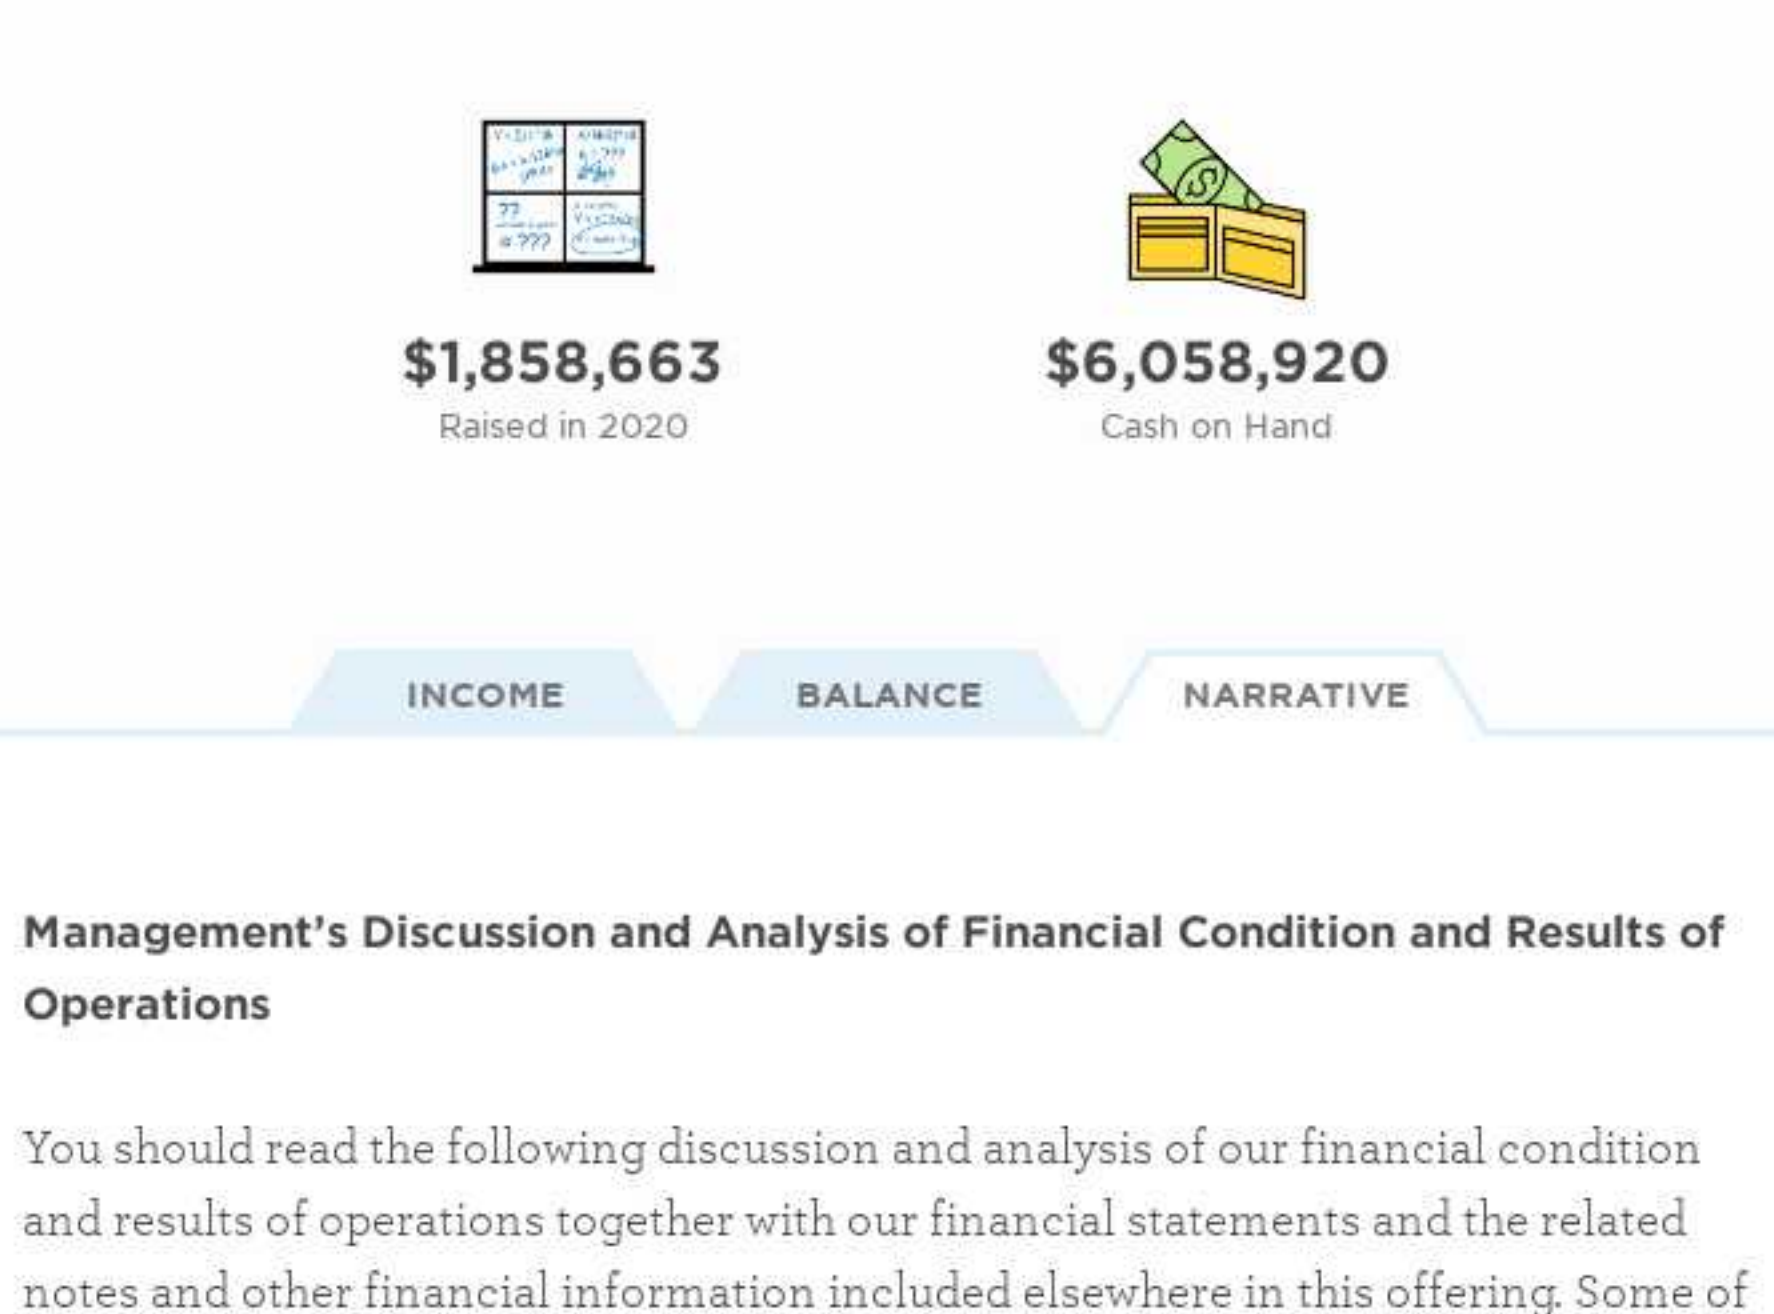 ??
= ???
$1,858,663
Raised in 2020
$6,058,920
Cash on Hand
INCOME
BALANCE
NARRATIVE
Management's Discussion and Analysis of Financial Condition and Results of
Operations
You should read the following discussion and analysis of our financial condition
and results of operations together with our financial statements and the related
notes and other financial information included elsewhere in this offering. Some of